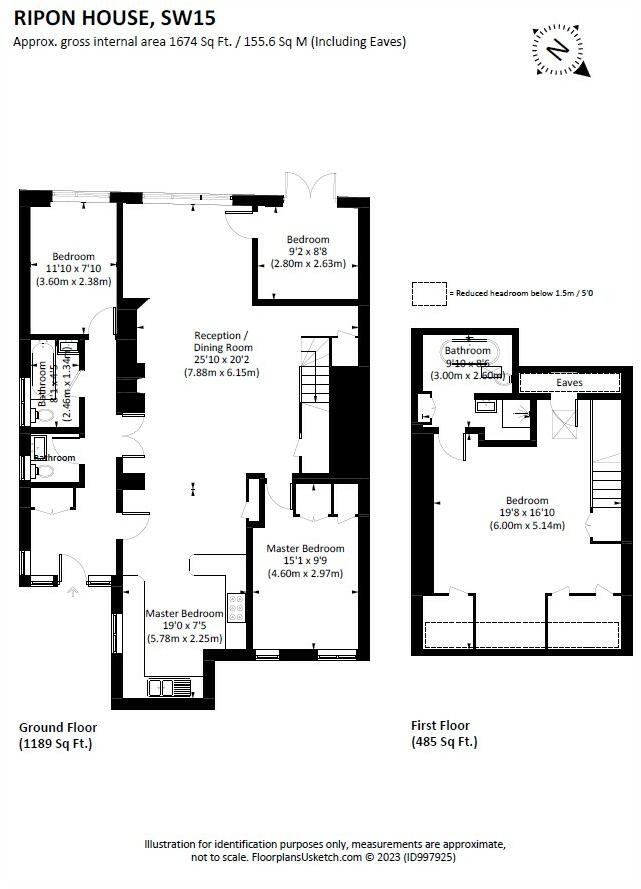 RIPON HOUSE, SW15
Approx. gross internal area 1674 Sq Ft. / 155.6 Sq M (Including Eaves)
N
Bedroom
11'10 x 7'10
(3.60m x 2.38m)
Bedroom
9'2 x 8'8
(2.80m x 2.63m)
Reception /
Dining Room
25'10 x 20'2
(7.88m x 6.15m)
Bathroom
8'1 x 4'5
(2.46m x 1.34m)
Bathroom
Master Bedroom
15'1 x 9'9
(4.60m x 2.97m)
Master Bedroom
19'0 x 7'5
(5.78m x 2.25m)
Ground Floor
(1189 Sq Ft.)
= Reduced headroom below 1.5m / 5'0
Bathroom
9'10 x 8'6
(3.00m x 2.60m)
Eaves
Bedroom
19'8 x 16'10
(6.00m x 5.14m)
First Floor
(485 Sq Ft.)
Illustration for identification purposes only, measurements are approximate,
not to scale. FloorplansUsketch.com © 2023 (ID997925)